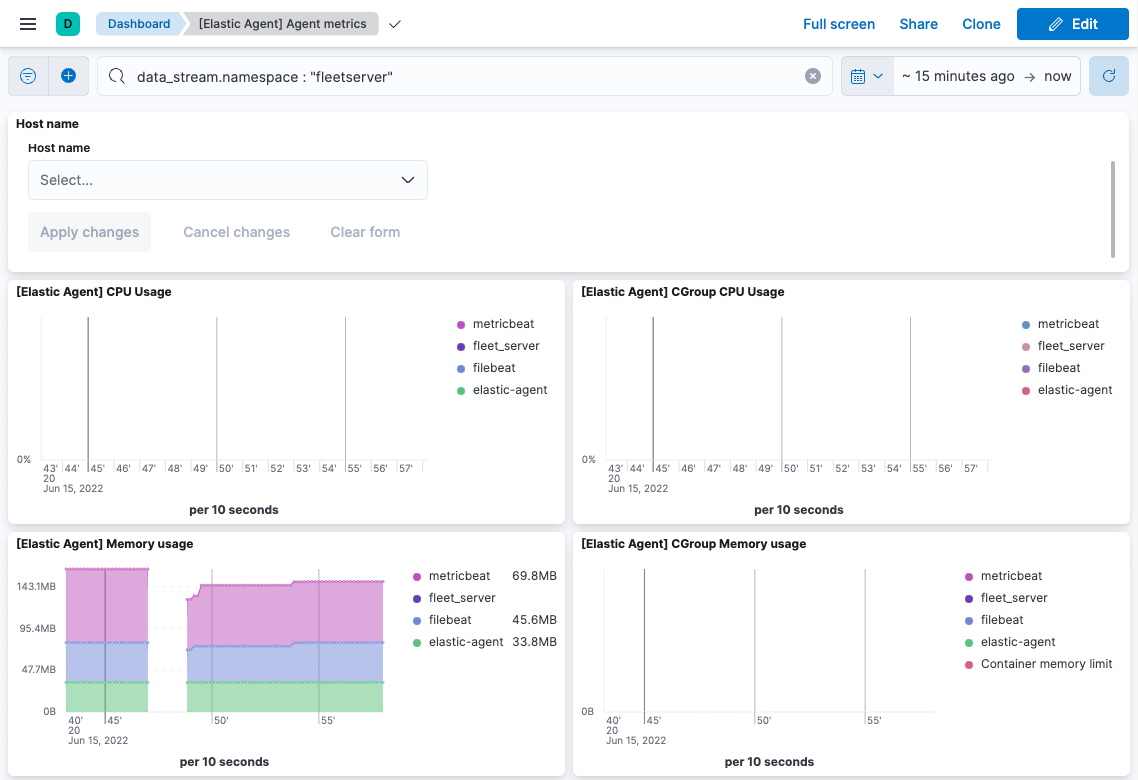 D Dashboard [Elastic Agent] Agent metrics Full screen Share Clone Edit
data_stream.namespace : "fleetserver" ~ 15 minutes ago → now
Host name
Host name
Select...
Apply changes Cancel changes Clear form
[Elastic Agent] CPU Usage
metricbeat
fleet_server
filebeat
elastic-agent
0%
43' 44' 45' 46' 47' 48' 49' 50' 51' 52' 53' 54' 55' 56' 57'
20
Jun 15, 2022
per 10 seconds
[Elastic Agent] CGroup CPU Usage
metricbeat
fleet_server
filebeat
elastic-agent
0%
43' 44' 45' 46' 47' 48' 49' 50' 51' 52' 53' 54' 55' 56' 57'
20
Jun 15, 2022
per 10 seconds
[Elastic Agent] Memory usage
metricbeat 69.8MB
fleet_server
filebeat 45.6MB
elastic-agent 33.8MB
143.1MB
95.4MB
47.7MB
0B
40' 45' 50' 55'
20
Jun 15, 2022
per 10 seconds
[Elastic Agent] CGroup Memory usage
metricbeat
fleet_server
filebeat
elastic-agent
Container memory limit
0B
40' 45' 50' 55'
20
Jun 15, 2022
per 10 seconds